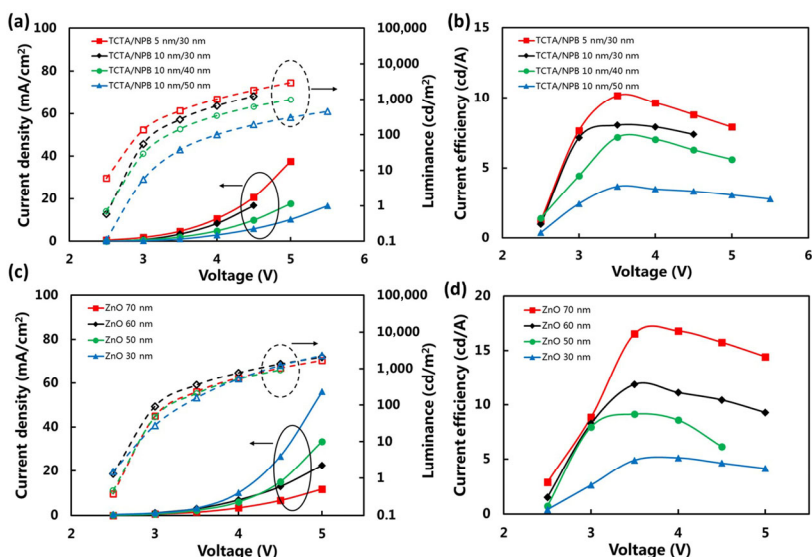 (a)
Current density (mA/cm²)
100
80
60
40
20
0
TCTA/NPB 5 nm/30 nm
TCTA/NPB 10 nm/30 nm
TCTA/NPB 10 nm/40 nm
TCTA/NPB 10 nm/50 nm
100,000
10,000
1000
100
10
1
0.1
Luminance (cd/m²)
2
3
4
5
6
Voltage (V)
(b)
Current efficiency (cd/A)
15
10
5
0
TCTA/NPB 5 nm/30 nm
TCTA/NPB 10 nm/30 nm
TCTA/NPB 10 nm/40 nm
TCTA/NPB 10 nm/50 nm
2
3
4
5
6
Voltage (V)
(c)
Current density (mA/cm²)
100
80
60
40
20
0
ZnO 70 nm
ZnO 60 nm
ZnO 50 nm
ZnO 30 nm
100,000
10,000
1000
100
10
1
0.1
Luminance (cd/m²)
2
3
4
5
Voltage (V)
(d)
Current efficiency (cd/A)
20
15
10
5
0
ZnO 70 nm
ZnO 60 nm
ZnO 50 nm
ZnO 30 nm
2
3
4
5
Voltage (V)